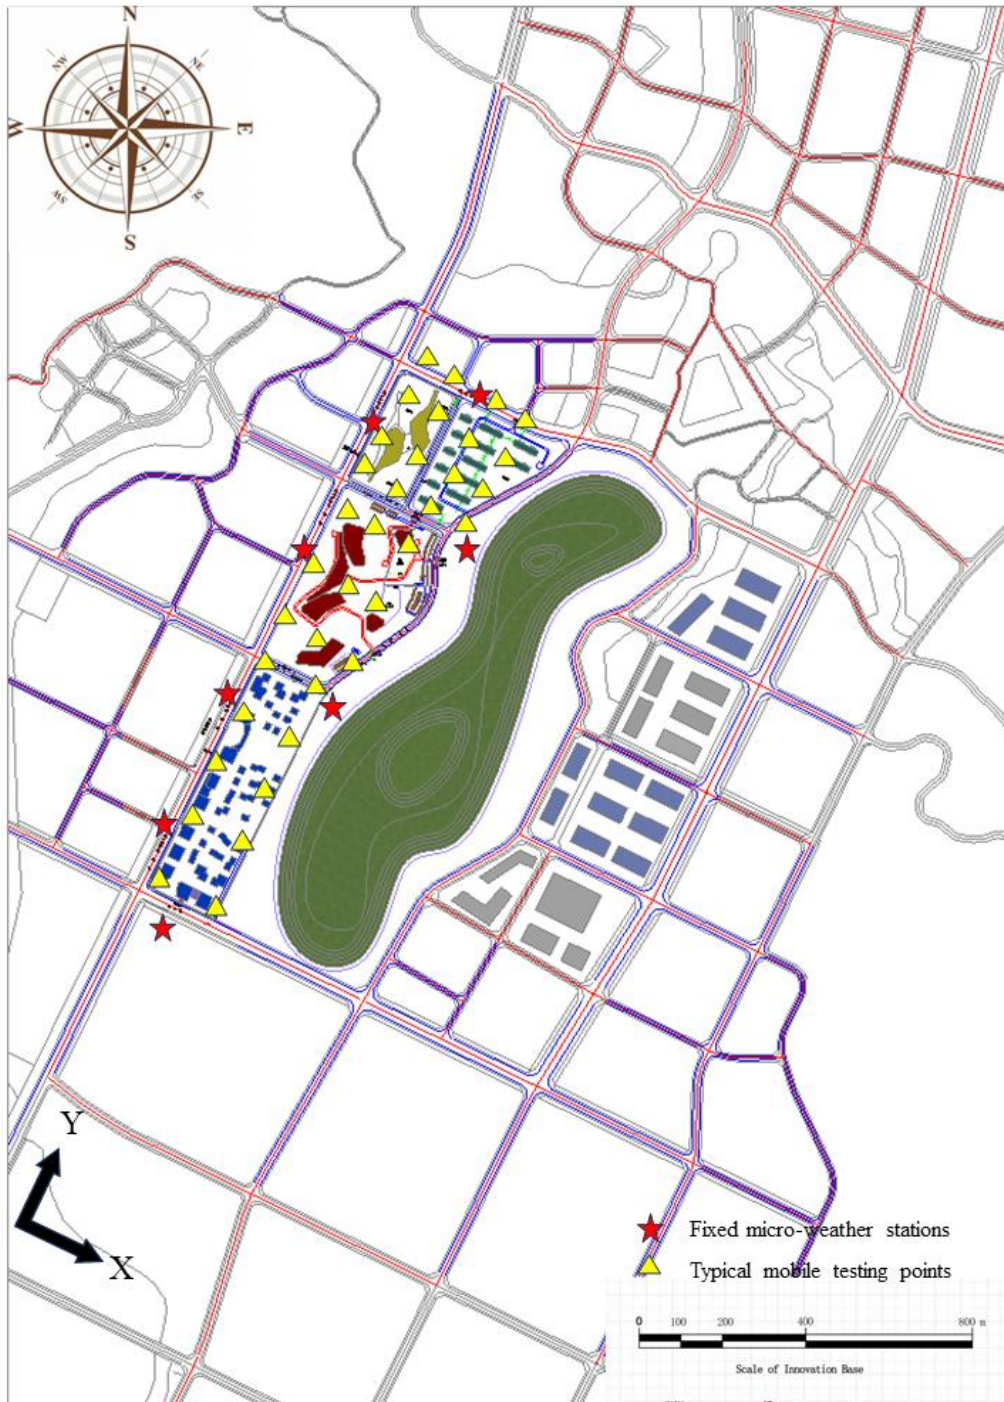 N
NW
NE
W
E
SW
SE
S
Y
X
Fixed micro-weather stations
Typical mobile testing points
0 100 200 400 800 m
Scale of Innovation Base